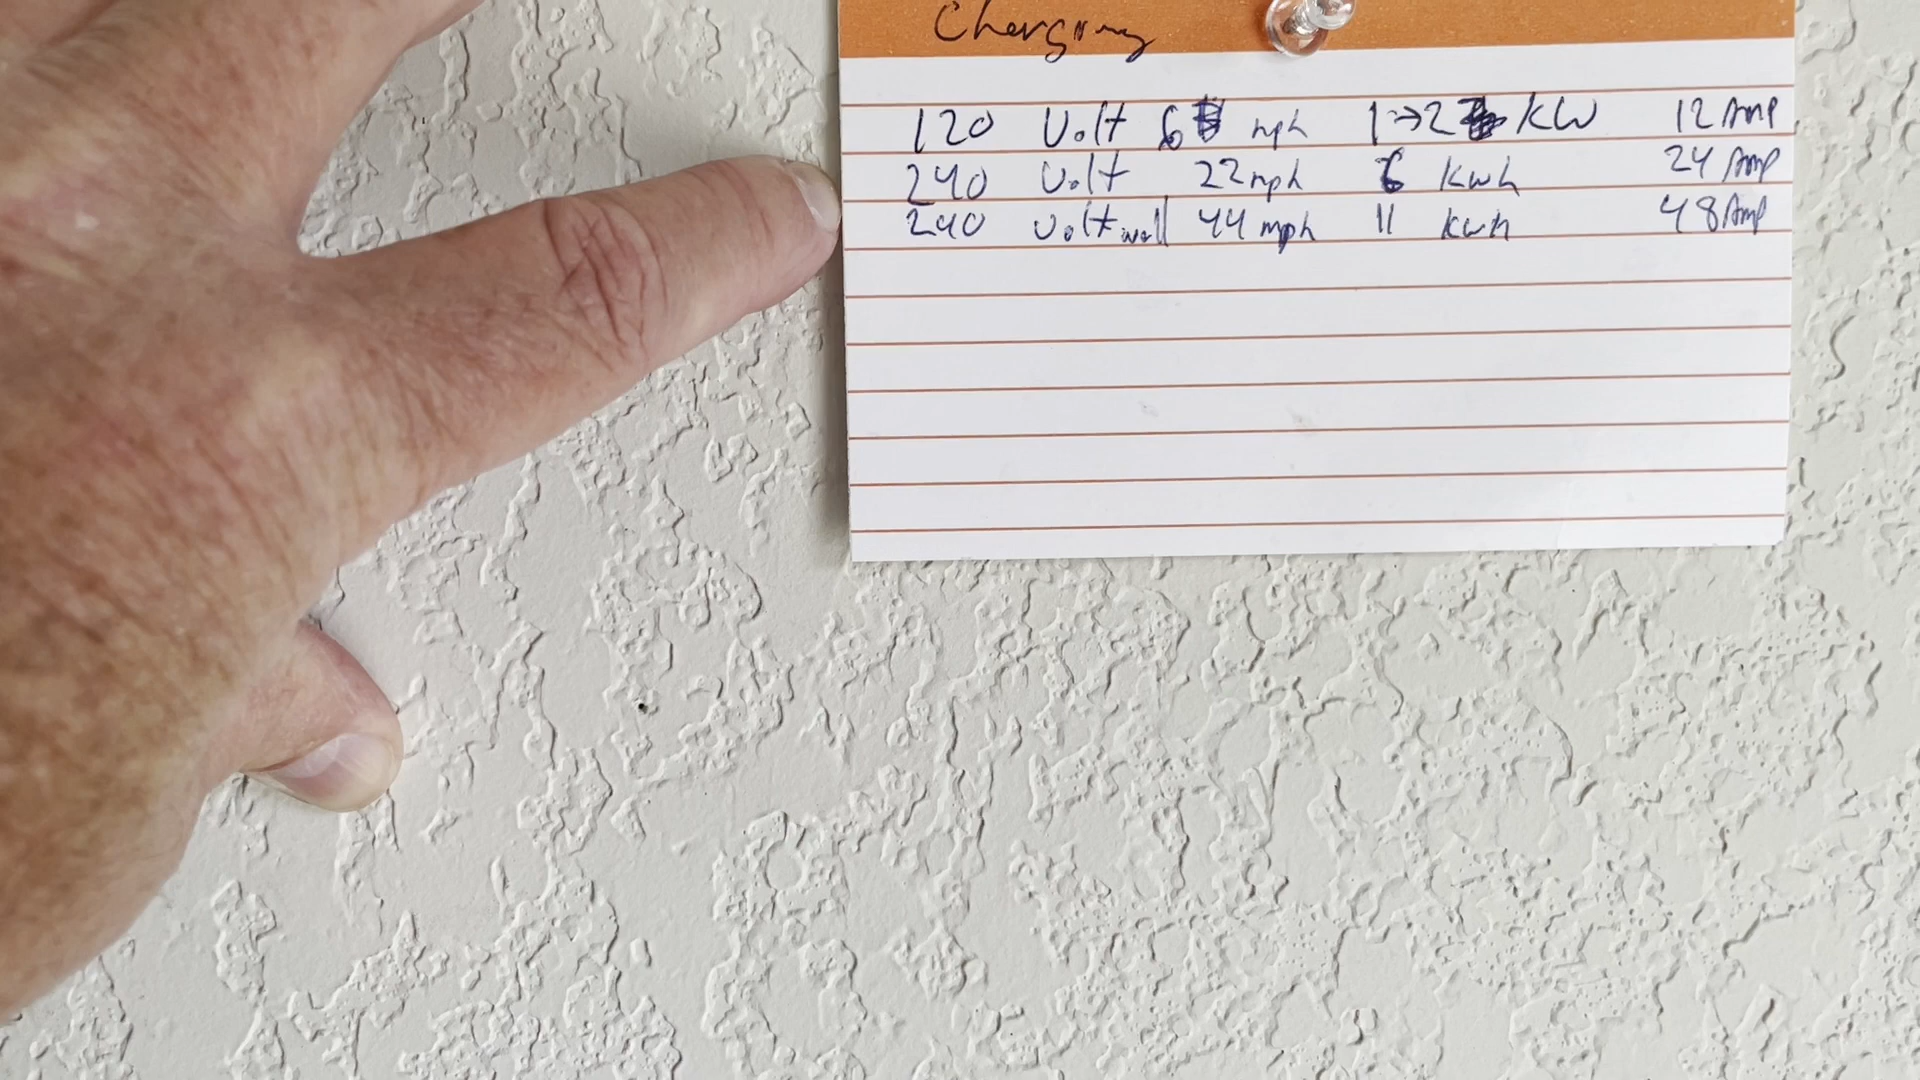 Charging
120 Volt 6 mph 1→2 KW 12 Amp
240 Volt 22 mph 6 kwh 24 Amp
240 Volt wall 44 mph 11 kwh 48 Amp